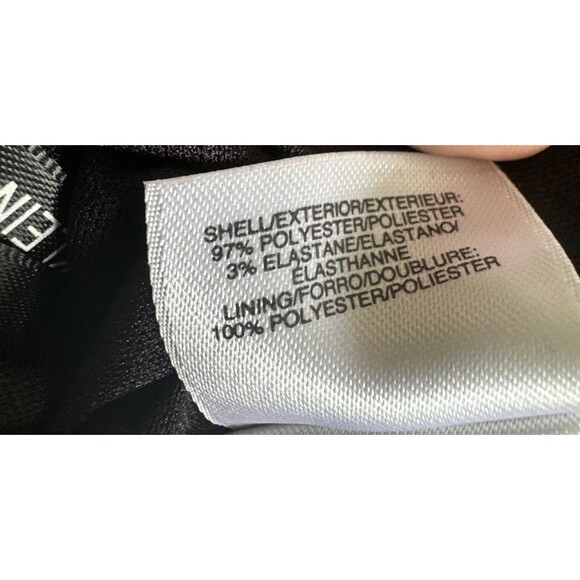 SHELL/EXTERIOR/EXTERIEUR:
97% POLYESTER/POLIESTER
3% ELASTANE/ELASTANO/
ÉLASTHANNE
LINING/FORRO/DOUBLURE:
100% POLYESTER/POLIESTER